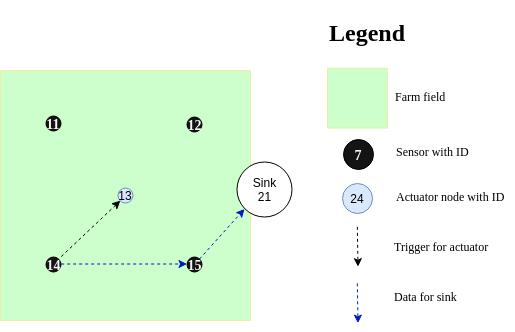 Legend
11
12
13
Sink
21
14
15
Farm field
7
Sensor with ID
24
Actuator node with ID
Trigger for actuator
Data for sink